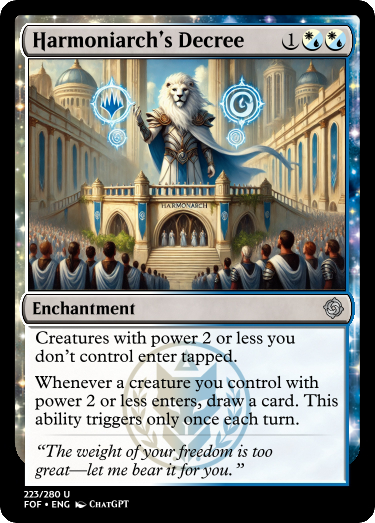 Harmoniarch's Decree 1
HARMONARCH
Enchantment
Creatures with power 2 or less you
don't control enter tapped.
Whenever a creature you control with
power 2 or less enters, draw a card. This
ability triggers only once each turn.
"The weight of your freedom is too
great—let me bear it for you."
223/280 U
FOF • ENG ChatGPT